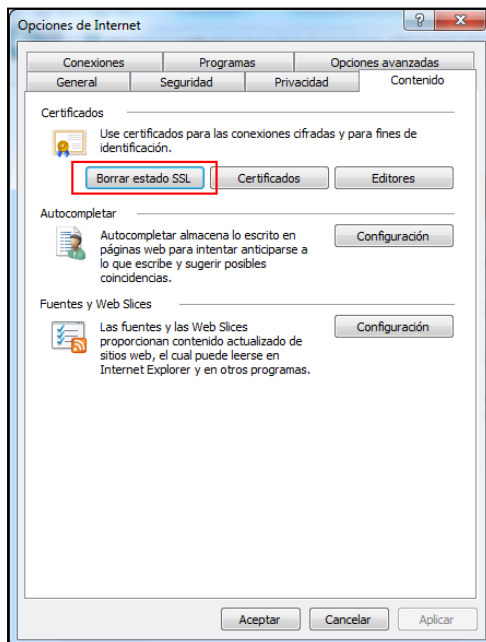 Opciones de Internet
Conexiones Programas Opciones avanzadas
General Seguridad Privacidad Contenido
Certificados
Use certificados para las conexiones cifradas y para fines de
identificación.
Borrar estado SSL Certificados Editores
Autocompletar
Autocompletar almacena lo escrito en
páginas web para intentar anticiparse a
lo que escribe y sugerir posibles
coincidencias.
Configuración
Fuentes y Web Slices
Las fuentes y las Web Slices
proporcionan contenido actualizado de
sitios web, el cual puede leerse en
Internet Explorer y en otros programas.
Configuración
Aceptar Cancelar Aplicar